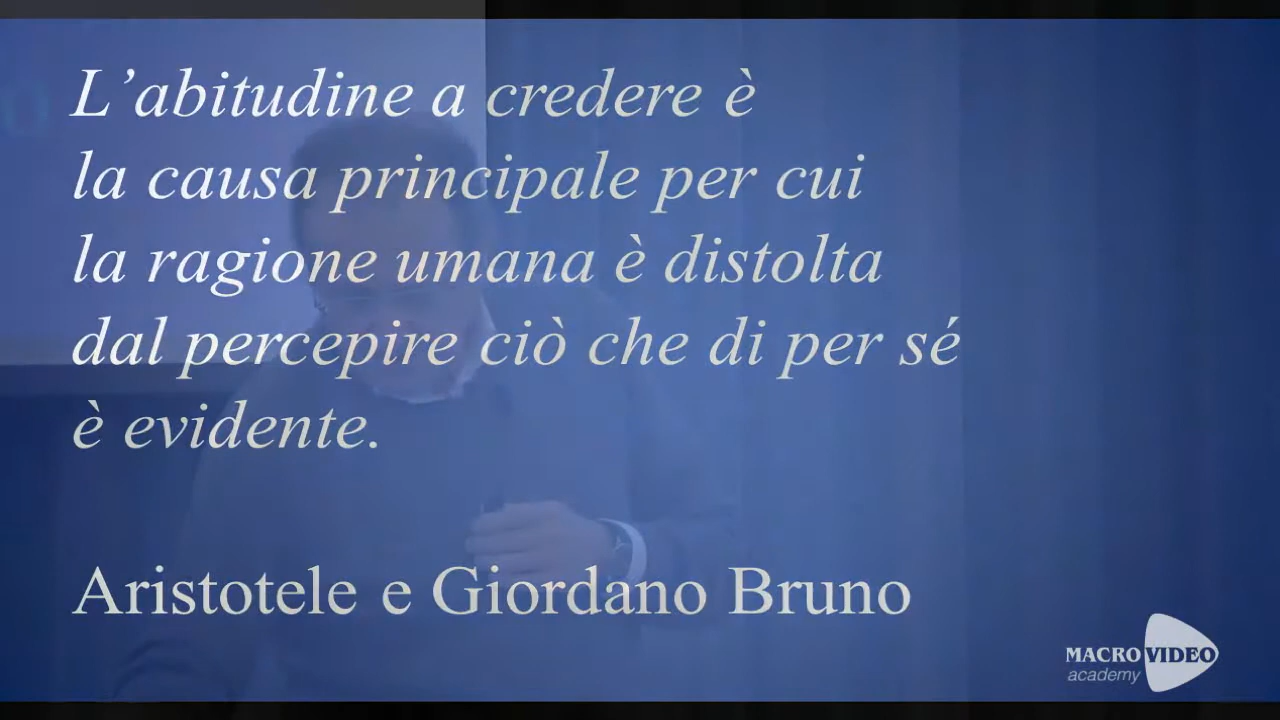 L’abitudine a credere è
la causa principale per cui
la ragione umana è distolta
dal percepire ciò che di per sé
è evidente.
Aristotele e Giordano Bruno
MACRO VIDEO
academy